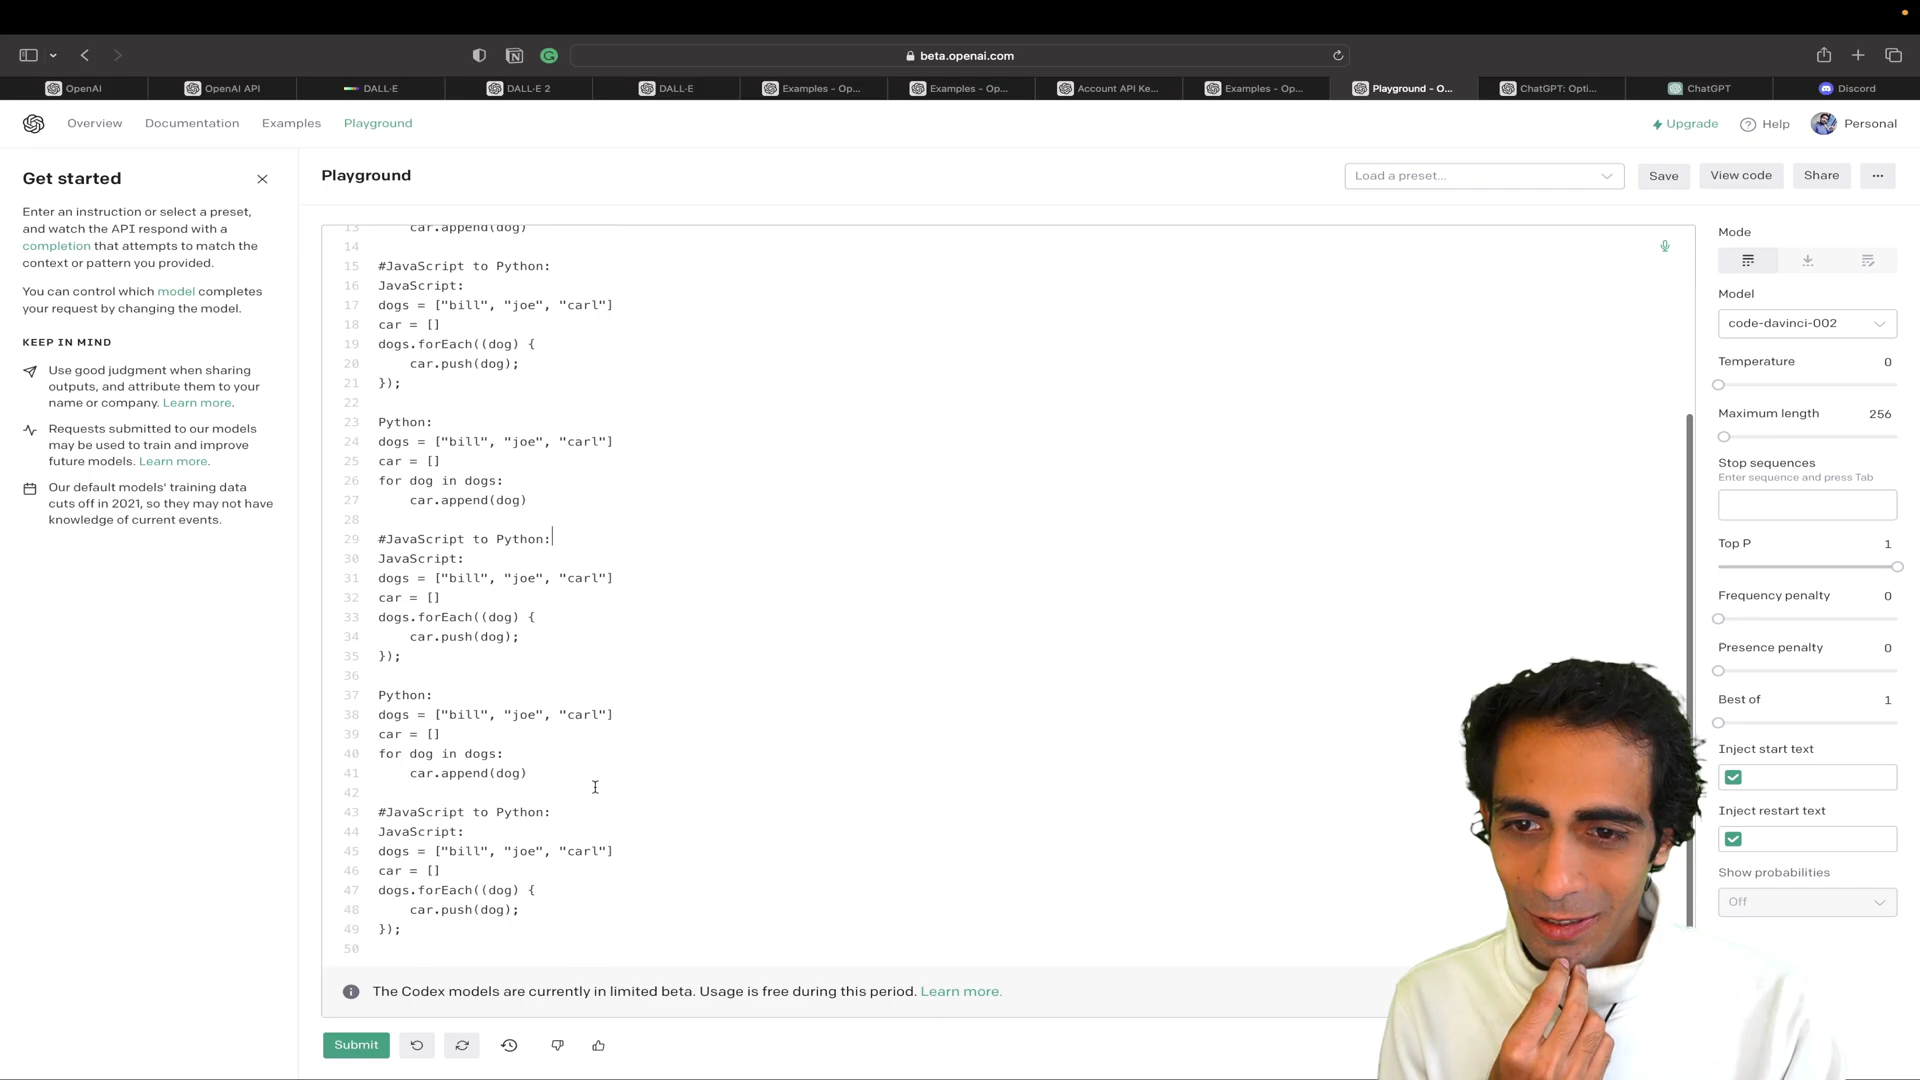 beta.openai.com
OpenAI
OpenAI API
DALL·E
DALL·E 2
DALL·E
Examples - Op...
Examples - Op...
Account API Ke...
Examples - Op...
Playground - O...
ChatGPT: Opti...
ChatGPT
Discord
Overview
Documentation
Examples
Playground
Upgrade
Help
Personal
Get started
Enter an instruction or select a preset,
and watch the API respond with a
completion that attempts to match the
context or pattern you provided.
You can control which model completes
your request by changing the model.
KEEP IN MIND
Use good judgment when sharing
outputs, and attribute them to your
name or company. Learn more.
Requests submitted to our models
may be used to train and improve
future models. Learn more.
Our default models' training data
cuts off in 2021, so they may not have
knowledge of current events.
Playground
Load a preset...
Save
View code
Share
13 car.append(dog)
14
15 #JavaScript to Python:
16 JavaScript:
17 dogs = ["bill", "joe", "carl"]
18 car = []
19 dogs.forEach((dog) {
20 car.push(dog);
21 });
22
23 Python:
24 dogs = ["bill", "joe", "carl"]
25 car = []
26 for dog in dogs:
27 car.append(dog)
28
29 #JavaScript to Python:
30 JavaScript:
31 dogs = ["bill", "joe", "carl"]
32 car = []
33 dogs.forEach((dog) {
34 car.push(dog);
35 });
36
37 Python:
38 dogs = ["bill", "joe", "carl"]
39 car = []
40 for dog in dogs:
41 car.append(dog)
42
43 #JavaScript to Python:
44 JavaScript:
45 dogs = ["bill", "joe", "carl"]
46 car = []
47 dogs.forEach((dog) {
48 car.push(dog);
49 });
50
The Codex models are currently in limited beta. Usage is free during this period. Learn more.
Submit
Mode
Model
code-davinci-002
Temperature 0
Maximum length 256
Stop sequences
Enter sequence and press Tab
Top P 1
Frequency penalty 0
Presence penalty 0
Best of 1
Inject start text
Inject restart text
Show probabilities
Off